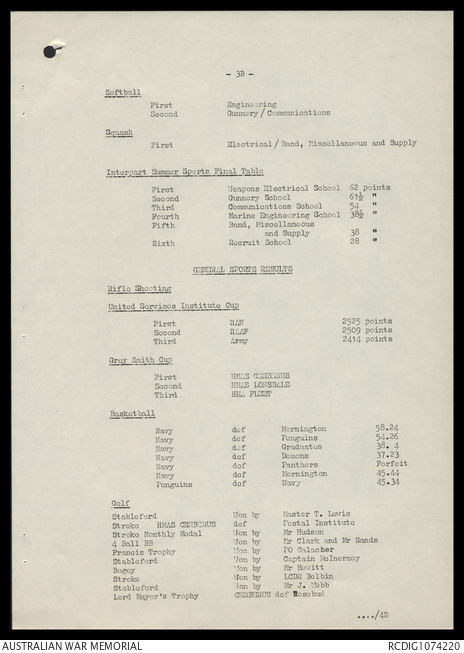 - 3B -
Softball
First Engineering
Second Gunnery / Communications
Squash
First Electrical / Band, Miscellaneous and Supply
Interpart Summer Sports Final Table
First Weapons Electrical School 62 points
Second Gunnery School 61½ "
Third Communications School 54 "
Fourth Marine Engineering School 38½ "
Fifth Band, Miscellaneous
and Supply 38 "
Sixth Recruit School 28 "
GENERAL SPORTS RESULTS
Rifle Shooting
United Services Institute Cup
First RAN 2525 points
Second RAAF 2509 points
Third Army 2414 points
Grey Smith Cup
First HMAS CERBERUS
Second HMAS LONSDALE
Third HMA FLEET
Basketball
Navy def Mornington 58.24
Navy def Penguins 54.26
Navy def Graduates 38. 4
Navy def Demons 37.23
Navy def Panthers Forfeit
Navy def Mornington 45.44
Penguins def Navy 45.34
Golf
Stableford Won by Master T. Lewis
Stroke HMAS CERBERUS def Postal Institute
Stroke Monthly Medal Won by Mr Hudson
4 Ball BB Won by Mr Clark and Mr Sands
Francis Trophy Won by PO Galacher
Stableford Won by Captain McInerney
Bogey Won by Mr Hewitt
Stroke Won by LCDR Balbin
Stableford Won by Mr J. Webb
Lord Mayor's Trophy CERBERUS def Rosebud
..../4B
AUSTRALIAN WAR MEMORIAL
RCDIG1074220